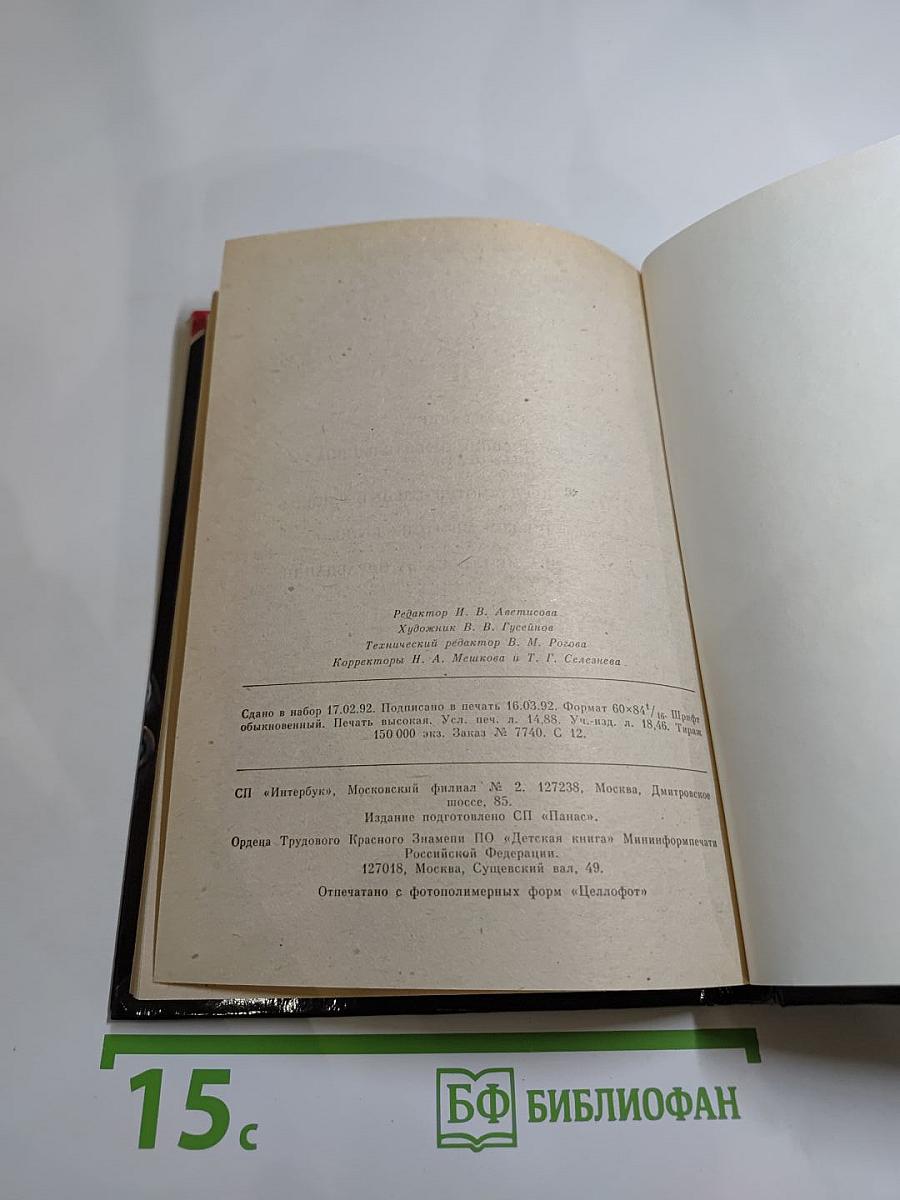 Редактор И. В. Аветисова
Художник В. В. Гусейнов
Технический редактор В. М. Рогова
Корректоры Н. А. Мешкова и Т. Г. Селезнева
Сдано в набор 17.02.92. Подписано в печать 16.03.92. Формат 60×84¹/₁₆. Шрифт
обыкновенный. Печать высокая. Усл. печ. л. 14,88. Уч.-изд. л. 18,46. Тираж
150 000 экз. Заказ № 7740. С 12.
СП «Интербук», Московский филиал № 2. 127238, Москва, Дмитровское
шоссе, 85.
Издание подготовлено СП «Панас».
Ордена Трудового Красного Знамени ПО «Детская книга» Мининформпечати
Российской Федерации.
127018, Москва, Сущевский вал, 49.
Отпечатано с фотополимерных форм «Целлофот»
15 с
БФ БИБЛИОФАН